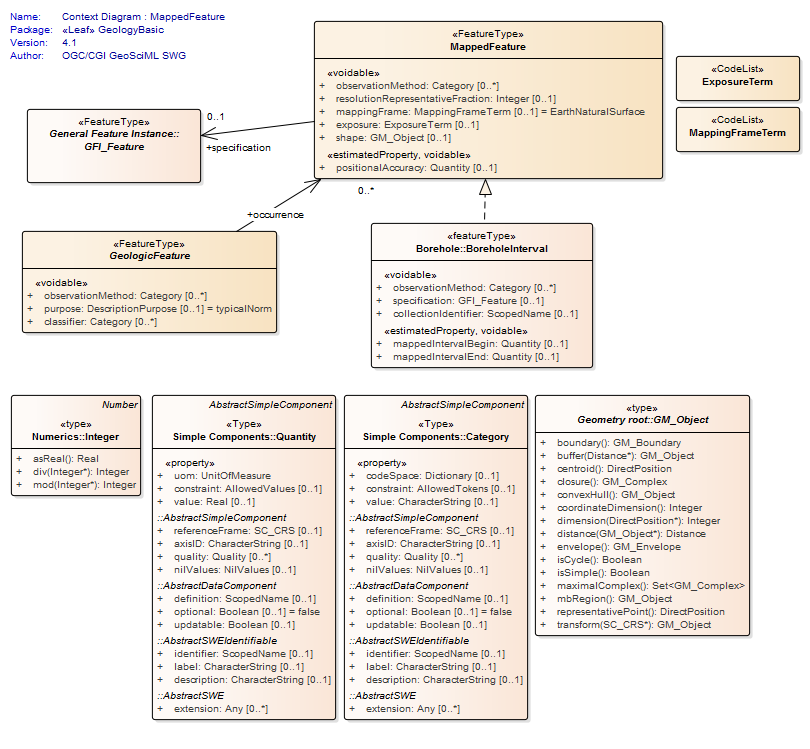 Name: Context Diagram : MappedFeature
Package: «Leaf» GeologyBasic
Version: 4.1
Author: OGC/CGI GeoSciML SWG
«FeatureType»
MappedFeature
«voidable»
+ observationMethod: Category [0..*]
+ resolutionRepresentativeFraction: Integer [0..1]
+ mappingFrame: MappingFrameTerm [0..1] = EarthNaturalSurface
+ exposure: ExposureTerm [0..1]
+ shape: GM_Object [0..1]
«estimatedProperty, voidable»
+ positionalAccuracy: Quantity [0..1]
«CodeList»
ExposureTerm
«CodeList»
MappingFrameTerm
«FeatureType»
General Feature Instance::
GFI_Feature
0..1
+specification
0..*
+occurrence
«FeatureType»
GeologicFeature
«voidable»
+ observationMethod: Category [0..*]
+ purpose: DescriptionPurpose [0..1] = typicalNorm
+ classifier: Category [0..*]
«featureType»
Borehole::BoreholeInterval
«voidable»
+ observationMethod: Category [0..*]
+ specification: GFI_Feature [0..1]
+ collectionIdentifier: ScopedName [0..1]
«estimatedProperty, voidable»
+ mappedIntervalBegin: Quantity [0..1]
+ mappedIntervalEnd: Quantity [0..1]
Number
«type»
Numerics::Integer
+ asReal(): Real
+ div(Integer*): Integer
+ mod(Integer*): Integer
AbstractSimpleComponent
«Type»
Simple Components::Quantity
«property»
+ uom: UnitOfMeasure
+ constraint: AllowedValues [0..1]
+ value: Real [0..1]
::AbstractSimpleComponent
+ referenceFrame: SC_CRS [0..1]
+ axisID: CharacterString [0..1]
+ quality: Quality [0..*]
+ nilValues: NilValues [0..1]
::AbstractDataComponent
+ definition: ScopedName [0..1]
+ optional: Boolean [0..1] = false
+ updatable: Boolean [0..1]
::AbstractSWEIdentifiable
+ identifier: ScopedName [0..1]
+ label: CharacterString [0..1]
+ description: CharacterString [0..1]
::AbstractSWE
+ extension: Any [0..*]
AbstractSimpleComponent
«Type»
Simple Components::Category
«property»
+ codeSpace: Dictionary [0..1]
+ constraint: AllowedTokens [0..1]
+ value: CharacterString [0..1]
::AbstractSimpleComponent
+ referenceFrame: SC_CRS [0..1]
+ axisID: CharacterString [0..1]
+ quality: Quality [0..*]
+ nilValues: NilValues [0..1]
::AbstractDataComponent
+ definition: ScopedName [0..1]
+ optional: Boolean [0..1] = false
+ updatable: Boolean [0..1]
::AbstractSWEIdentifiable
+ identifier: ScopedName [0..1]
+ label: CharacterString [0..1]
+ description: CharacterString [0..1]
::AbstractSWE
+ extension: Any [0..*]
«type»
Geometry root::GM_Object
+ boundary(): GM_Boundary
+ buffer(Distance*): GM_Object
+ centroid(): DirectPosition
+ closure(): GM_Complex
+ convexHull(): GM_Object
+ coordinateDimension(): Integer
+ dimension(DirectPosition*): Integer
+ distance(GM_Object*): Distance
+ envelope(): GM_Envelope
+ isCycle(): Boolean
+ isSimple(): Boolean
+ maximalComplex(): Set<GM_Complex>
+ mbRegion(): GM_Object
+ representativePoint(): DirectPosition
+ transform(SC_CRS*): GM_Object